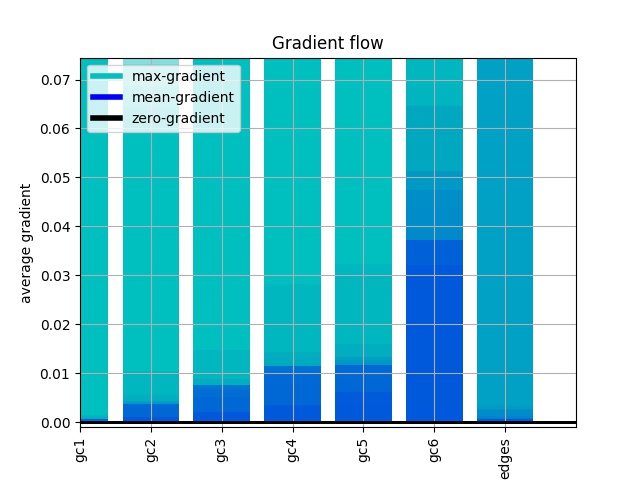 Gradient flow
max-gradient
mean-gradient
zero-gradient
average gradient
0.07
0.06
0.05
0.04
0.03
0.02
0.01
0.00
gc1 gc2 gc3 gc4 gc5 gc6 edges